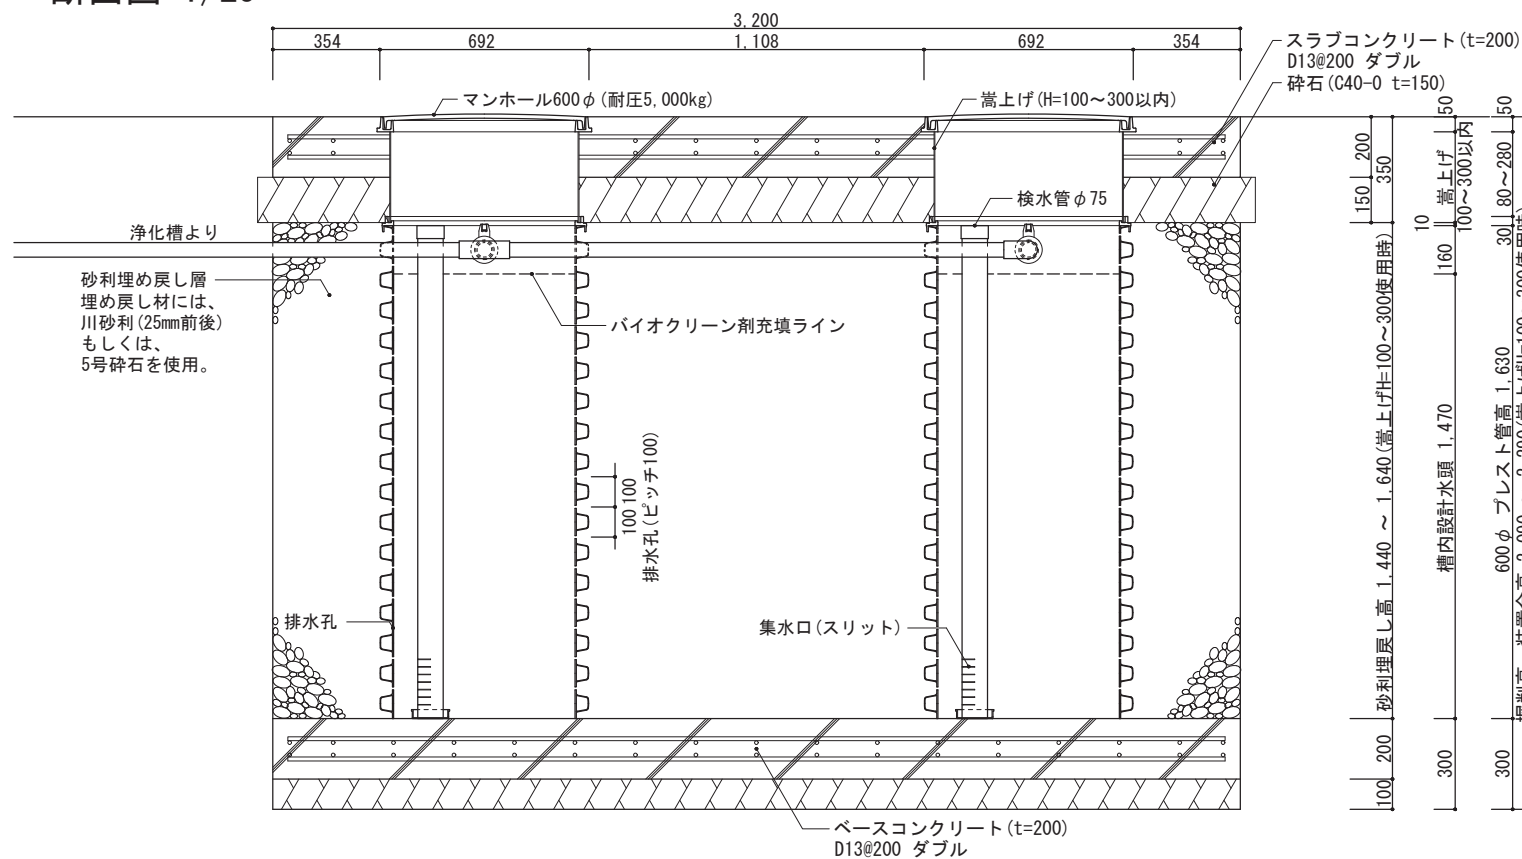 3,200
354
692
1,108
692
354
スラブコンクリート(t=200)
D13@200 ダブル
砕石(C40-0 t=150)
マンホール600φ(耐圧5,000kg)
嵩上げ(H=100～300以内)
検水管φ75
浄化槽より
砂利埋め戻し層
埋め戻し材には、
川砂利(25mm前後)
もしくは、
5号砕石を使用。
バイオクリーン剤充填ライン
100 100
排水孔(ピッチ100)
排水孔
集水口(スリット)
ベースコンクリート(t=200)
D13@200 ダブル
200
150
350
砂利埋戻し高 1,440 ～ 1,640(嵩上げH=100～300使用時)
200
100
50
嵩上げ
100～300以内
10
160
槽内設計水頭 1,470
300
50
80～280
30
600φ プレスト管高 1,630
300